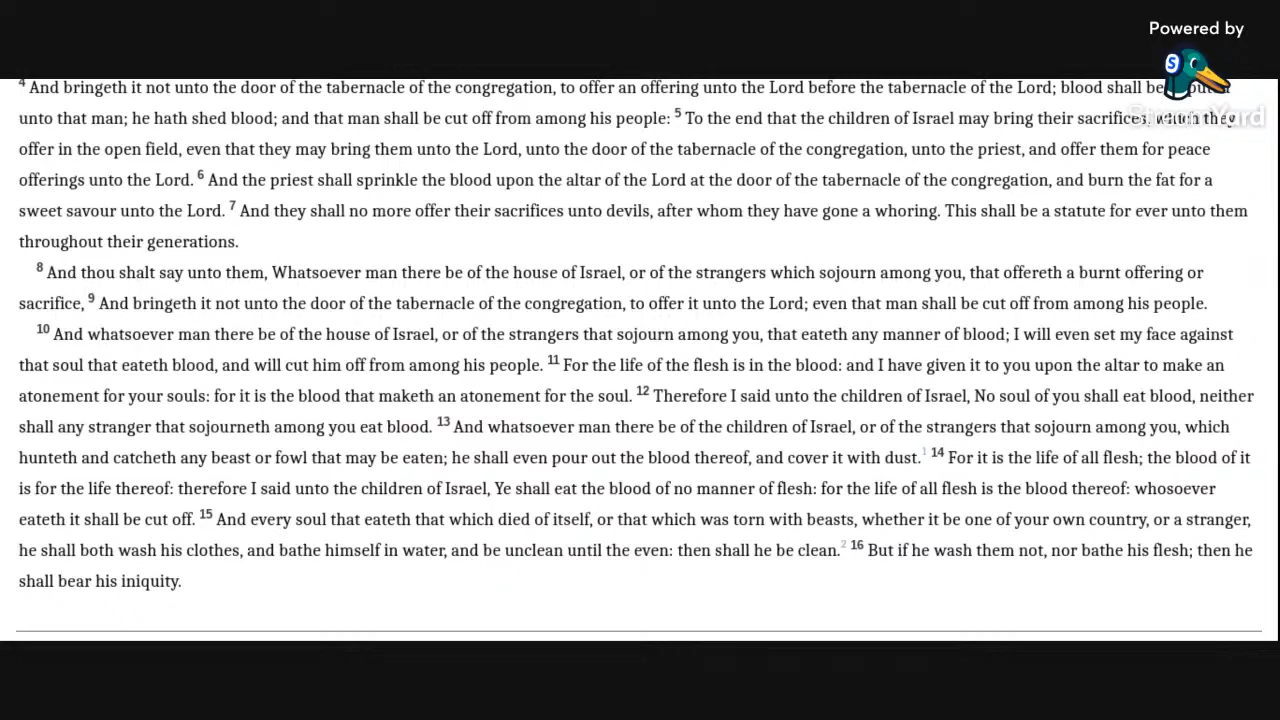 Powered by
S
StreamYard
4 And bringeth it not unto the door of the tabernacle of the congregation, to offer an offering unto the Lord before the tabernacle of the Lord; blood shall be
unto that man; he hath shed blood; and that man shall be cut off from among his people: 5 To the end that the children of Israel may bring their sacrifices, which they
offer in the open field, even that they may bring them unto the Lord, unto the door of the tabernacle of the congregation, unto the priest, and offer them for peace
offerings unto the Lord. 6 And the priest shall sprinkle the blood upon the altar of the Lord at the door of the tabernacle of the congregation, and burn the fat for a
sweet savour unto the Lord. 7 And they shall no more offer their sacrifices unto devils, after whom they have gone a whoring. This shall be a statute for ever unto them
throughout their generations.
8 And thou shalt say unto them, Whatsoever man there be of the house of Israel, or of the strangers which sojourn among you, that offereth a burnt offering or
sacrifice, 9 And bringeth it not unto the door of the tabernacle of the congregation, to offer it unto the Lord; even that man shall be cut off from among his people.
10 And whatsoever man there be of the house of Israel, or of the strangers that sojourn among you, that eateth any manner of blood; I will even set my face against
that soul that eateth blood, and will cut him off from among his people. 11 For the life of the flesh is in the blood: and I have given it to you upon the altar to make an
atonement for your souls: for it is the blood that maketh an atonement for the soul. 12 Therefore I said unto the children of Israel, No soul of you shall eat blood, neither
shall any stranger that sojourneth among you eat blood. 13 And whatsoever man there be of the children of Israel, or of the strangers that sojourn among you, which
hunteth and catcheth any beast or fowl that may be eaten; he shall even pour out the blood thereof, and cover it with dust. 1 14 For it is the life of all flesh; the blood of it
is for the life thereof: therefore I said unto the children of Israel, Ye shall eat the blood of no manner of flesh: for the life of all flesh is the blood thereof: whosoever
eateth it shall be cut off. 15 And every soul that eateth that which died of itself, or that which was torn with beasts, whether it be one of your own country, or a stranger,
he shall both wash his clothes, and bathe himself in water, and be unclean until the even: then shall he be clean. 2 16 But if he wash them not, nor bathe his flesh; then he
shall bear his iniquity.